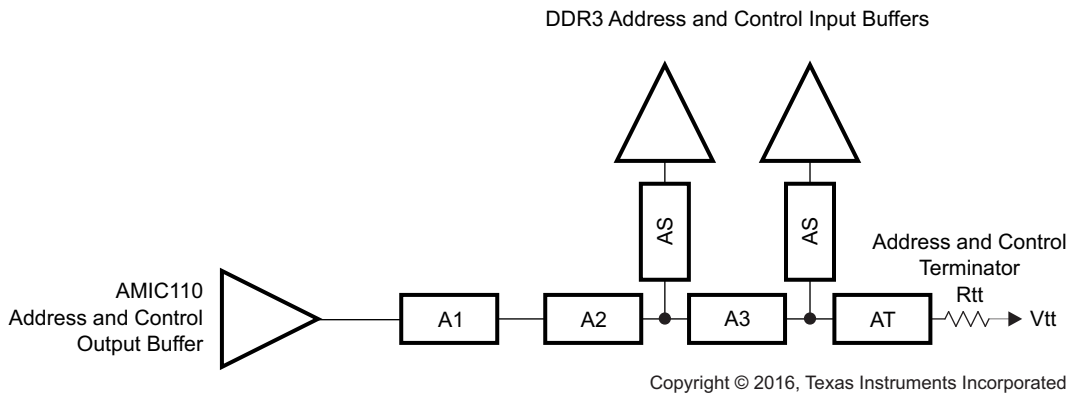 DDR3 Address and Control Input Buffers
AS
AS
AMIC110
Address and Control
Output Buffer
A1
A2
A3
AT
Address and Control
Terminator
Rtt
Vtt
Copyright © 2016, Texas Instruments Incorporated